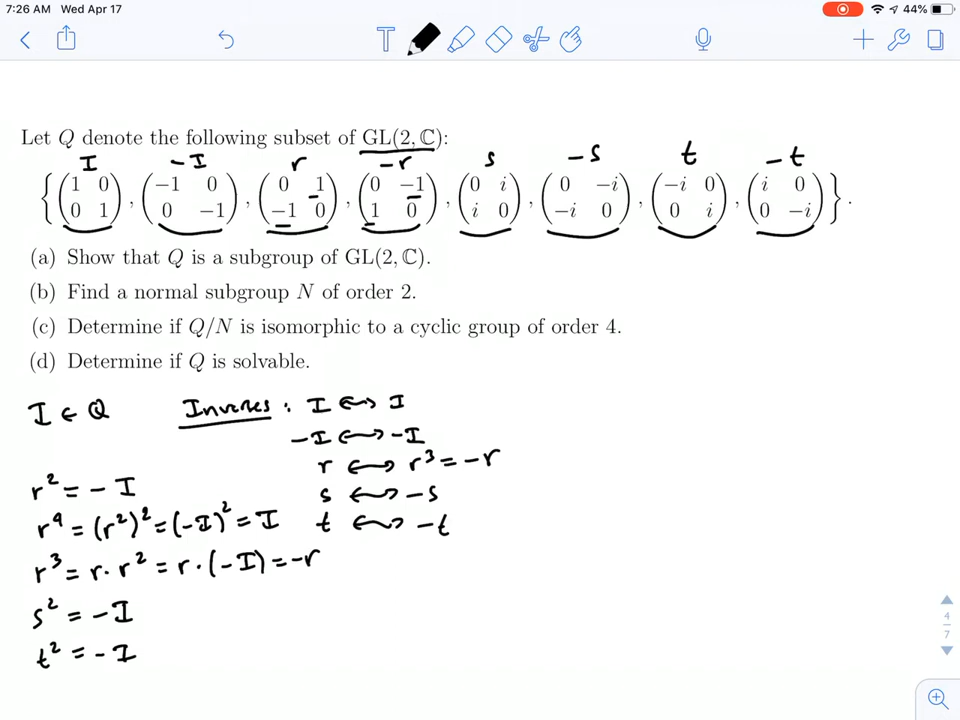 7:26 AM Wed Apr 17 44%
T
Let Q denote the following subset of GL(2, ℂ):
I -I r -r s -s t -t
{ (1 0; 0 1), (-1 0; 0 -1), (0 1; -1 0), (0 -1; 1 0), (0 i; i 0), (0 -i; -i 0), (-i 0; 0 i), (i 0; 0 -i) }.
(a) Show that Q is a subgroup of GL(2, ℂ).
(b) Find a normal subgroup N of order 2.
(c) Determine if Q/N is isomorphic to a cyclic group of order 4.
(d) Determine if Q is solvable.
I ∈ Q
Inverses : I ↔ I
-I ↔ -I
r ↔ r³ = -r
s ↔ -s
t ↔ -t
r² = - I
r⁴ = (r²)² = (-I)² = I
r³ = r · r² = r · (-I) = -r
s² = - I
t² = - I
4
7